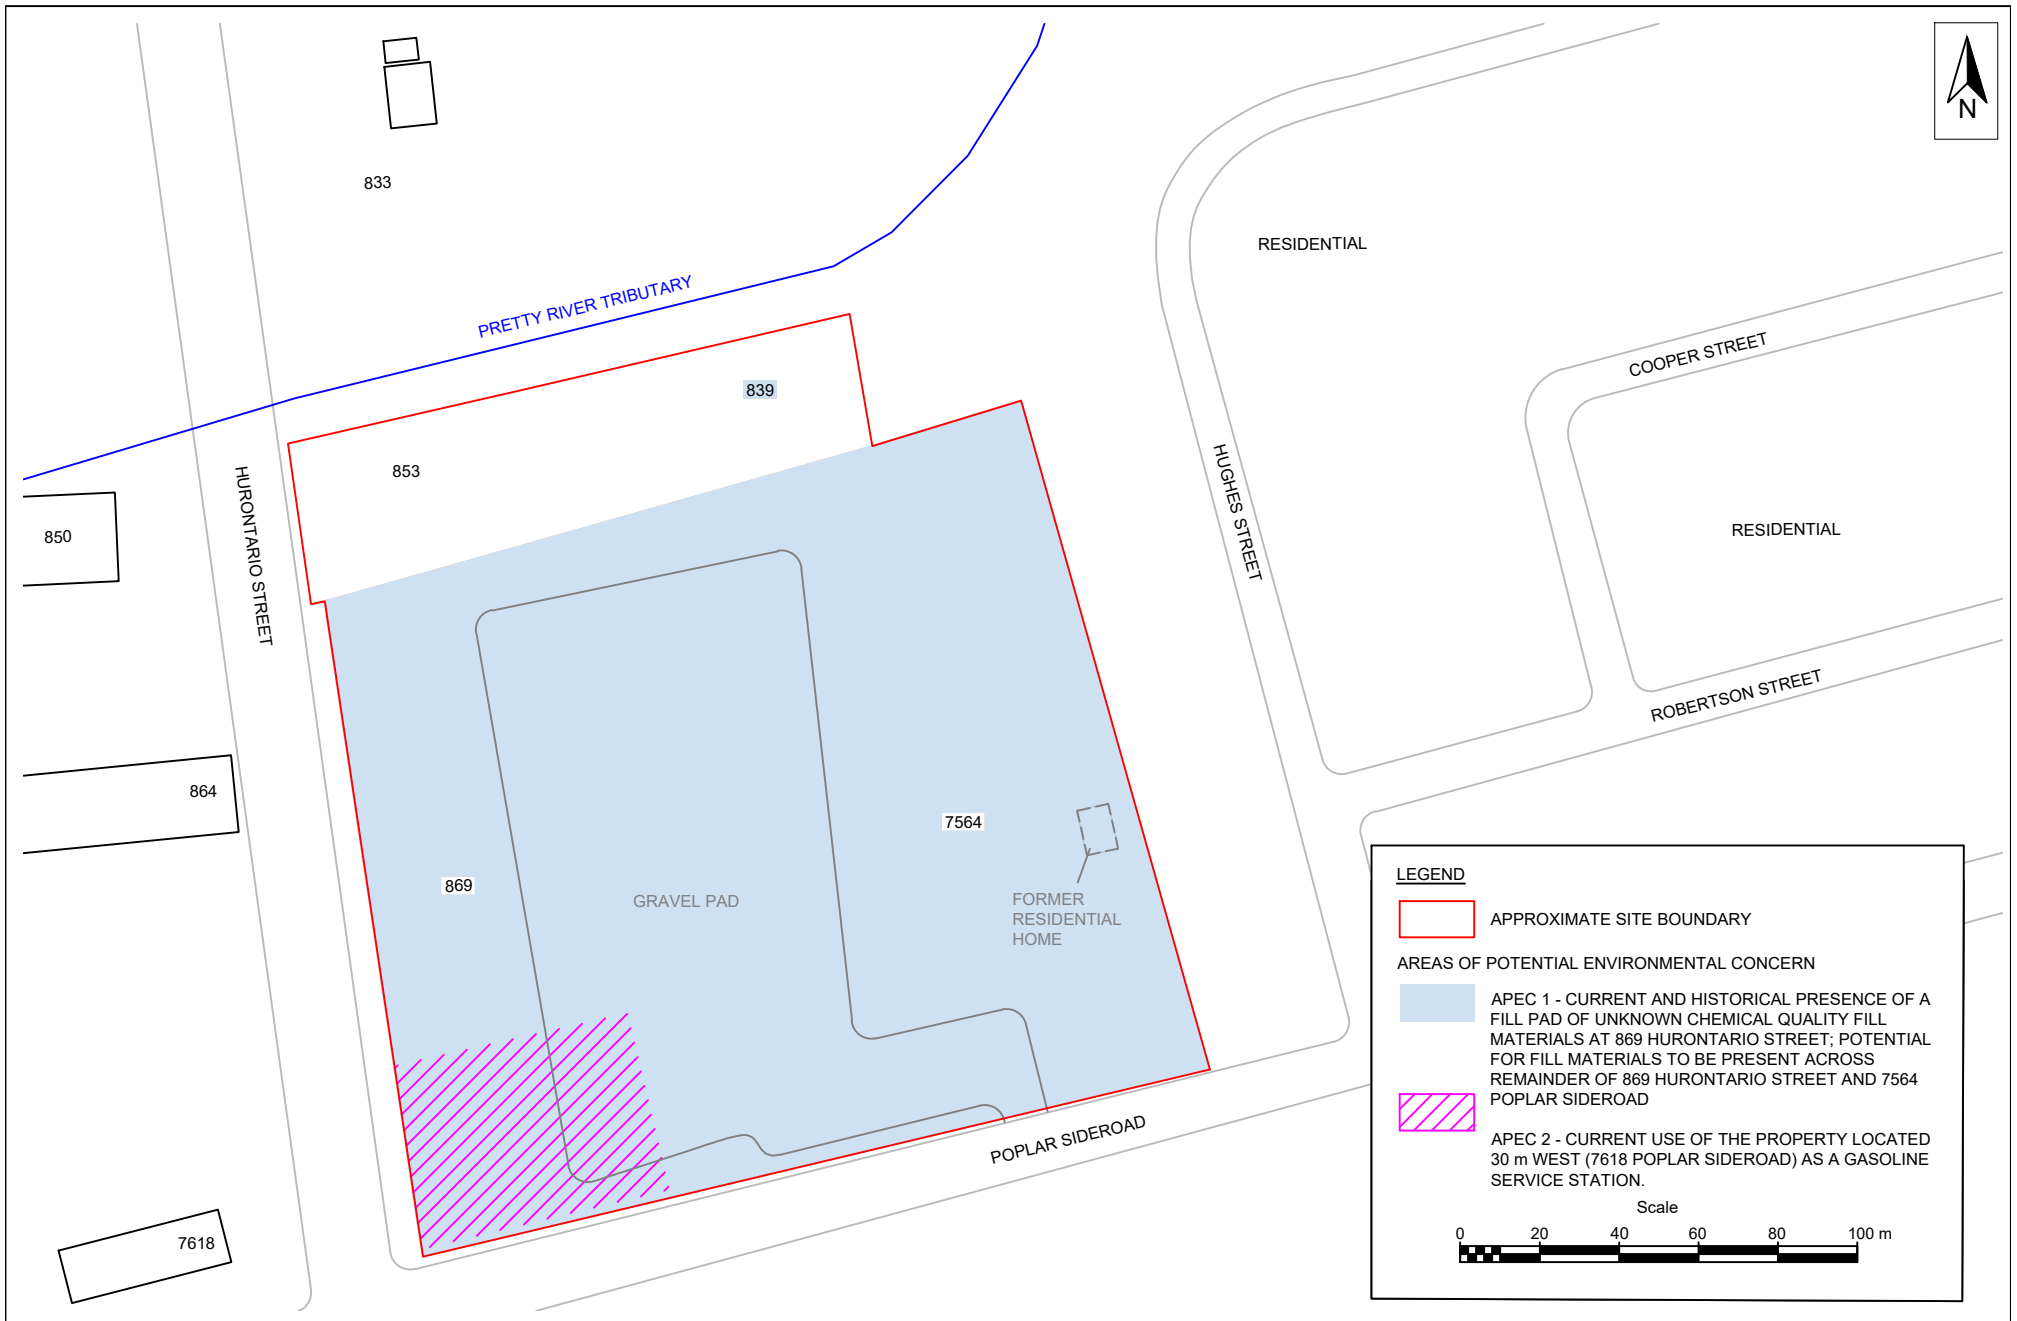 N
833
RESIDENTIAL
PRETTY RIVER TRIBUTARY
COOPER STREET
839
853
HURONTARIO STREET
HUGHES STREET
850
RESIDENTIAL
ROBERTSON STREET
864
7564
869
GRAVEL PAD
FORMER
RESIDENTIAL
HOME
POPLAR SIDEROAD
7618
LEGEND
APPROXIMATE SITE BOUNDARY
AREAS OF POTENTIAL ENVIRONMENTAL CONCERN
APEC 1 - CURRENT AND HISTORICAL PRESENCE OF A
FILL PAD OF UNKNOWN CHEMICAL QUALITY FILL
MATERIALS AT 869 HURONTARIO STREET; POTENTIAL
FOR FILL MATERIALS TO BE PRESENT ACROSS
REMAINDER OF 869 HURONTARIO STREET AND 7564
POPLAR SIDEROAD
APEC 2 - CURRENT USE OF THE PROPERTY LOCATED
30 m WEST (7618 POPLAR SIDEROAD) AS A GASOLINE
SERVICE STATION.
Scale
0 20 40 60 80 100 m